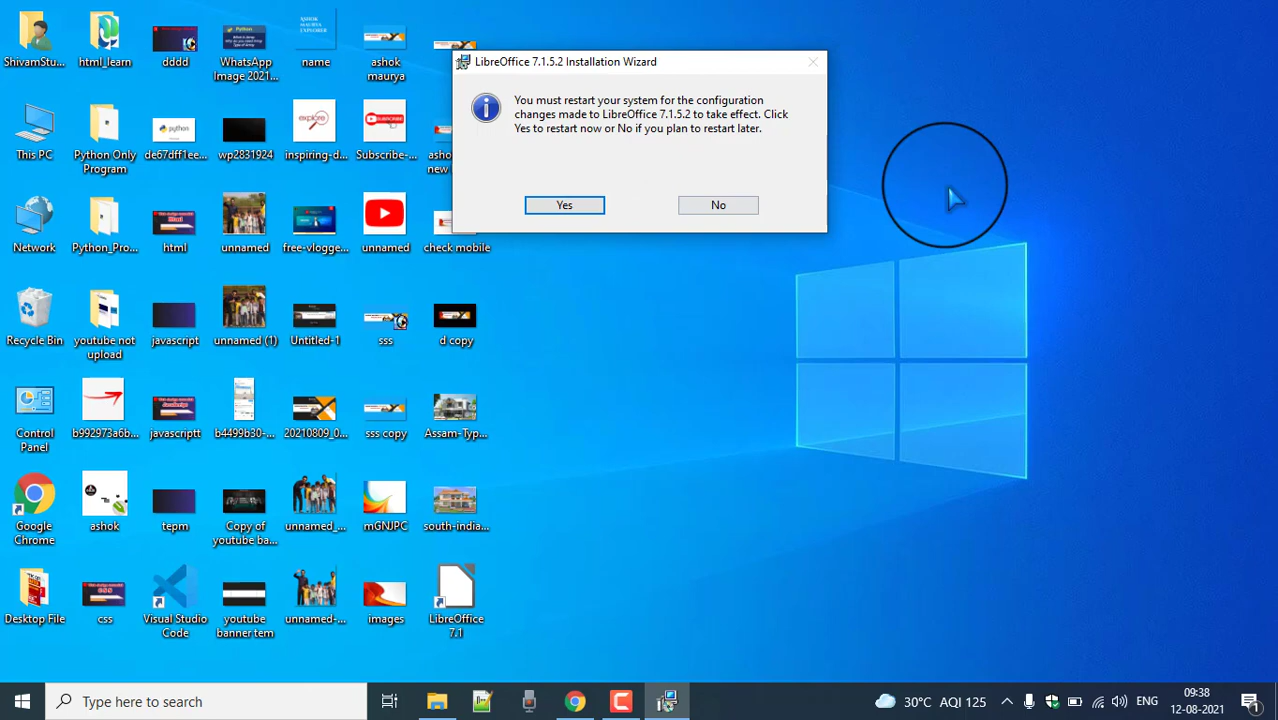 LibreOffice 7.1.5.2 Installation Wizard
You must restart your system for the configuration
changes made to LibreOffice 7.1.5.2 to take effect. Click
Yes to restart now or No if you plan to restart later.
Yes
No
ShivamStu...
html_learn
dddd
WhatsApp
Image 2021...
name
ashok
maurya
This PC
Python Only
Program
de67dff1ee...
wp2831924
inspiring-d...
Subscribe-...
Network
Python_Pro...
html
unnamed
free-vlogge...
unnamed
check mobile
Recycle Bin
youtube not
upload
javascript
unnamed (1)
Untitled-1
sss
d copy
Control
Panel
b992973a6b...
javascriptt
b4499b30-...
20210809_0...
sss copy
Assam-Typ...
Google
Chrome
ashok
tepm
Copy of
youtube ba...
unnamed_...
mGNJPC
south-india...
Desktop File
css
Visual Studio
Code
youtube
banner tem
unnamed-...
images
LibreOffice
7.1
Type here to search
30°C AQI 125
ENG
09:38
12-08-2021